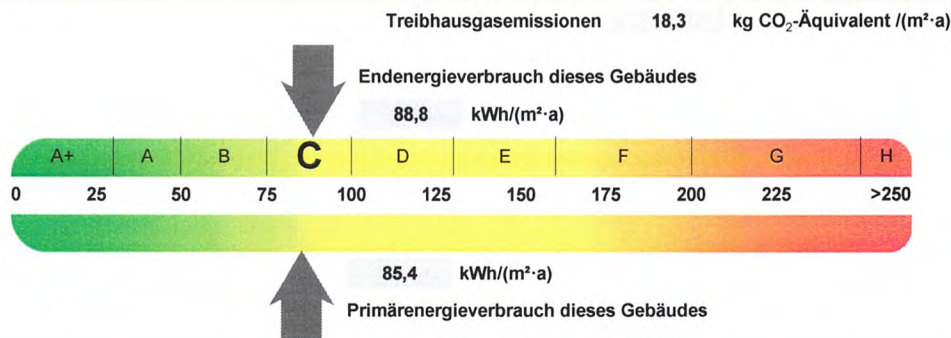 Treibhausgasemissionen 18,3 kg CO₂-Äquivalent /(m²·a)
Endenergieverbrauch dieses Gebäudes
88,8 kWh/(m²·a)
A+ A B C D E F G H
0 25 50 75 100 125 150 175 200 225 >250
85,4 kWh/(m²·a)
Primärenergieverbrauch dieses Gebäudes